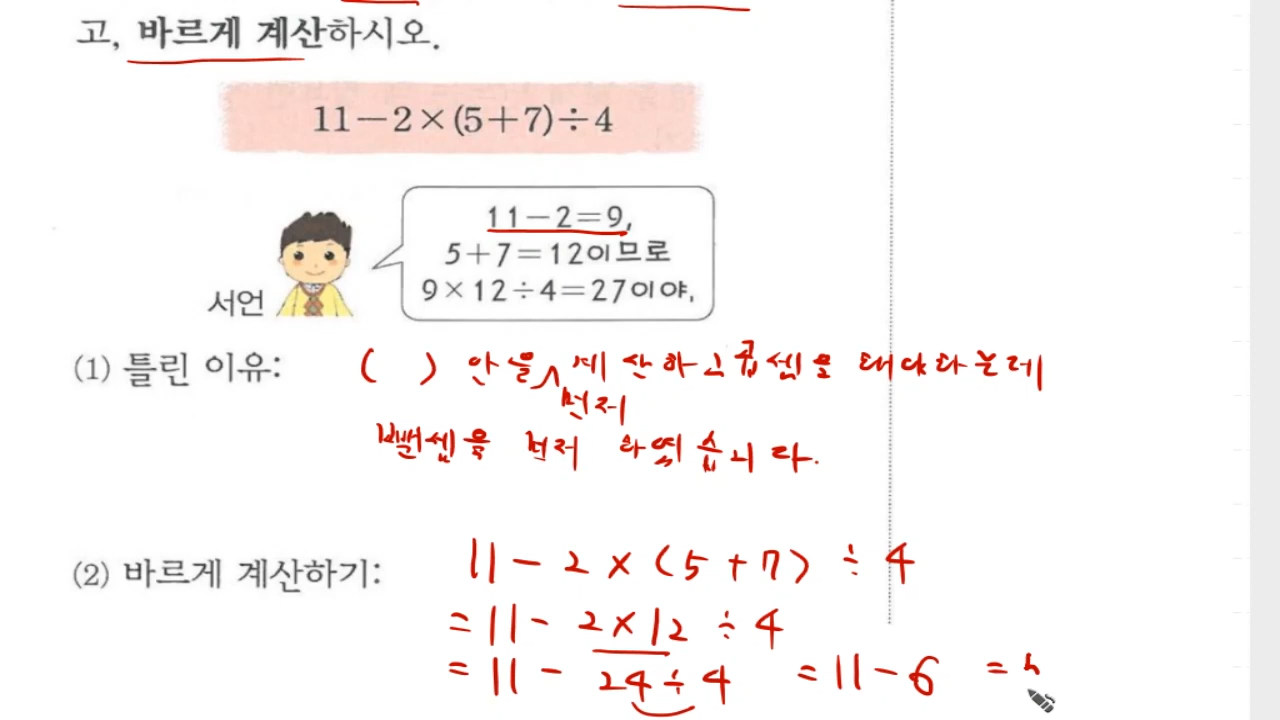 고, 바르게 계산하시오.
11-2×(5+7)÷4
11-2=9,
5+7=12이므로
9×12÷4=27이야.
서언
(1) 틀린 이유: ( ) 안을 먼저 계산하고 곱셈을 해야하는데
뺄셈을 먼저 하였습니다.
(2) 바르게 계산하기: 11-2×(5+7)÷4
=11-2×12÷4
=11-24÷4 =11-6 =